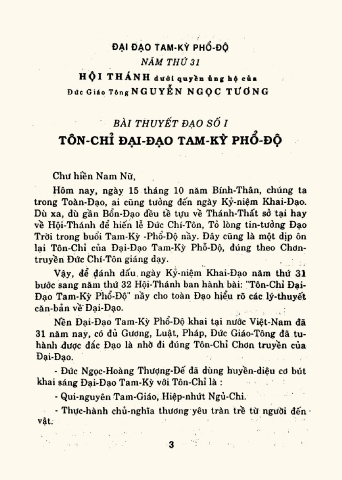 ĐẠI ĐẠO TAM-KỲ PHỔ-ĐỘ
NĂM THỨ 31
HỘI THÁNH dưới quyền ủng hộ của
Đức Giáo Tông NGUYỄN NGỌC TƯƠNG
BÀI THUYẾT ĐẠO SỐ I
TÔN-CHỈ ĐẠI-ĐẠO TAM-KỲ PHỔ-ĐỘ
Chư hiền Nam Nữ,
Hôm nay, ngày 15 tháng 10 năm Bính-Thân, chúng ta
trong Toàn-Đạo, ai cũng tưởng đến ngày Kỷ-niệm Khai-Đạo.
Dù xa, dù gần Bổn-Đạo đều tề tựu về Thánh-Thất sở tại hay
về Hội-Thánh để hiến lễ Đức Chí-Tôn, Tỏ lòng tin-tưởng Đạo
Trời trong buổi Tam-Kỳ -Phổ-Độ nầy. Đây cũng là một dịp ôn
lại Tôn-Chỉ của Đại-Đạo Tam-Kỳ Phổ-Độ, đúng theo Chơn-
truyền Đức Chí-Tôn giáng dạy.
Vậy, để đánh dấu ngày Kỷ-niệm Khai-Đạo năm thứ 31
bước sang năm thứ 32 Hội-Thánh ban hành bài: "Tôn-Chỉ Đại-
Đạo Tam-Kỳ Phổ-Độ" nầy cho toàn Đạo hiểu rõ các lý-thuyết
căn-bản về Đại-Đạo.
Nền Đại-Đạo Tam-Kỳ Phổ-Độ khai tại nước Việt-Nam đã
31 năm nay, có đủ Gương, Luật, Pháp, Đức Giáo-Tông đã tu-
hành được đắc Đạo là nhờ đi đúng Tôn-Chỉ Chơn truyền của
Đại-Đạo.
- Đức Ngọc-Hoàng Thượng-Đế đã dùng huyền-diệu cơ bút
khai sáng Đại-Đạo Tam-Kỳ với Tôn-Chỉ là :
- Qui-nguyên Tam-Giáo, Hiệp-nhứt Ngũ-Chi.
- Thực-hành chủ-nghĩa thương yêu tràn trề từ người đến
vật.
3